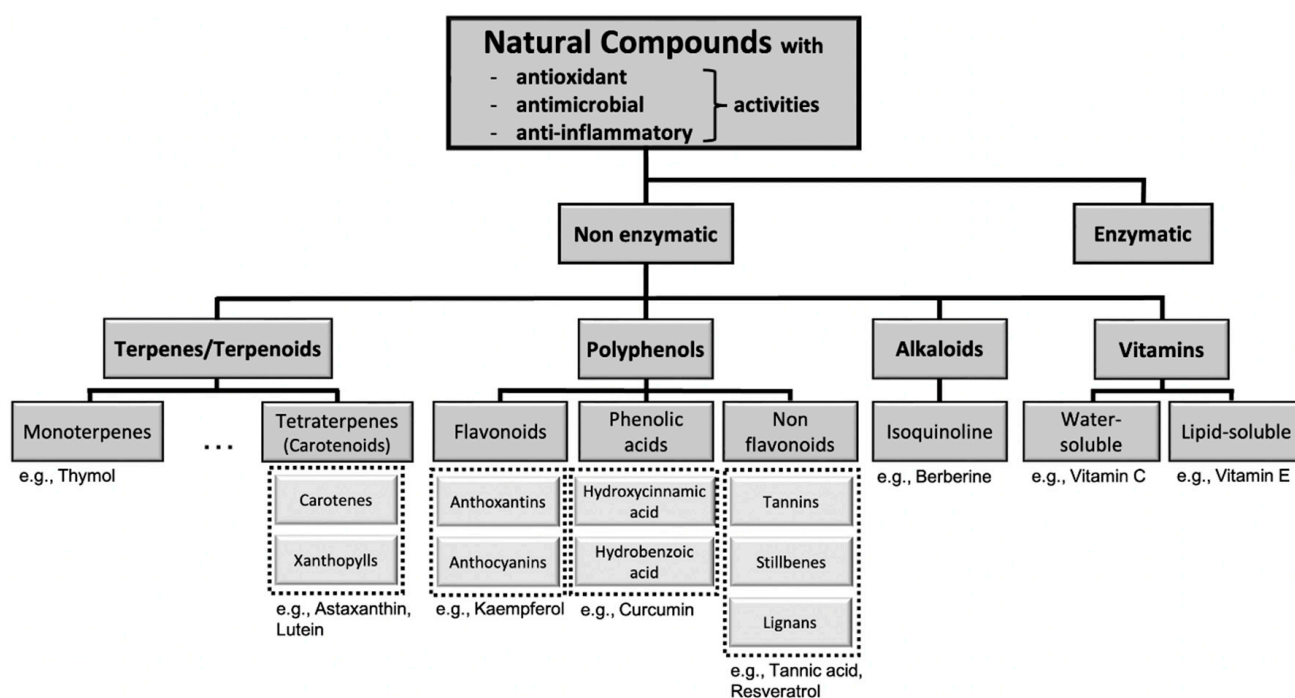 Natural Compounds with
- antioxidant
- antimicrobial
- anti-inflammatory
activities
Non enzymatic
Enzymatic
Terpenes/Terpenoids
Polyphenols
Alkaloids
Vitamins
Monoterpenes
e.g., Thymol
...
Tetraterpenes
(Carotenoids)
Carotenes
Xanthopylls
e.g., Astaxanthin,
Lutein
Flavonoids
Anthoxantins
Anthocyanins
e.g., Kaempferol
Phenolic
acids
Hydroxycinnamic
acid
Hydrobenzoic
acid
e.g., Curcumin
Non
flavonoids
Tannins
Stillbenes
Lignans
e.g., Tannic acid,
Resveratrol
Isoquinoline
e.g., Berberine
Water-
soluble
e.g., Vitamin C
Lipid-soluble
e.g., Vitamin E